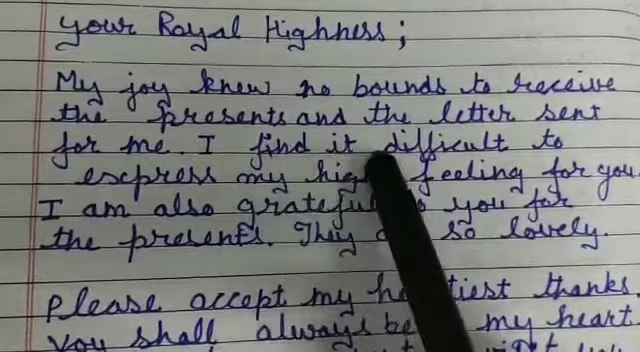 Your Royal Highness;
My joy knew no bounds to receive
the presents and the letter sent
for me. I find it difficult to
express my feeling for you.
I am also grateful you for
the presents. They so lovely.
Please accept my thanks.
You shall always be my heart